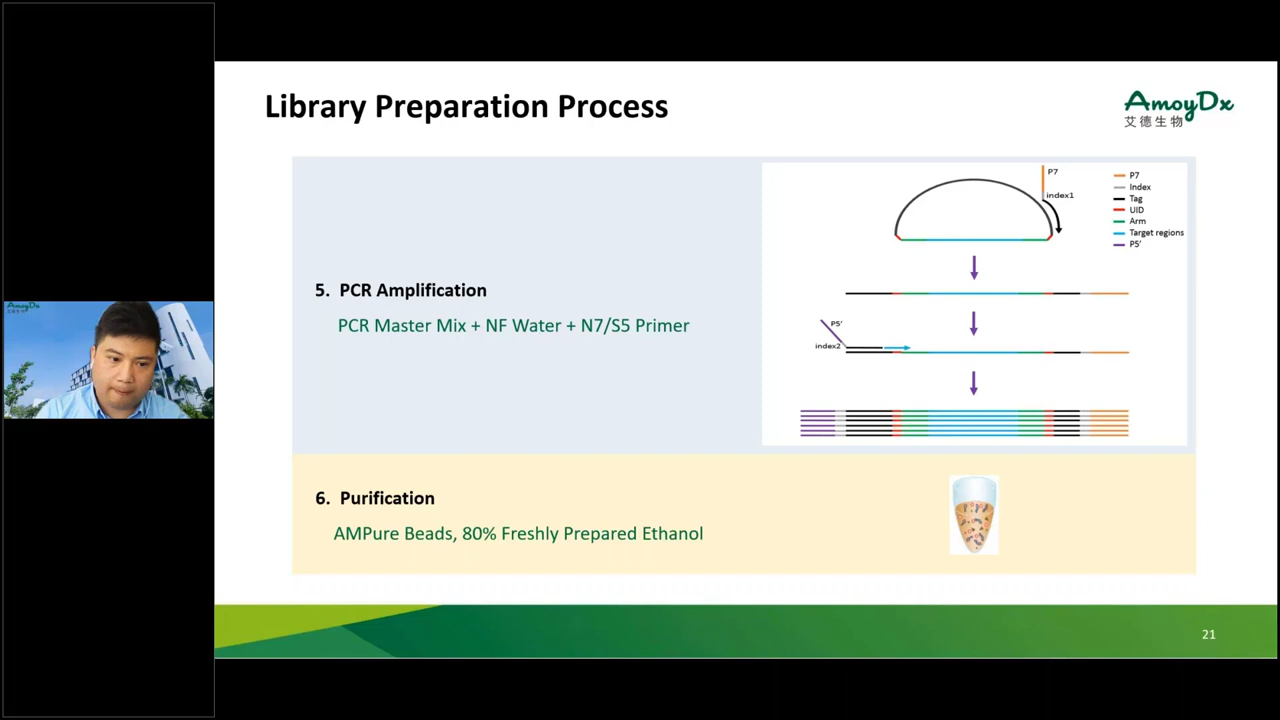 Library Preparation Process
AmoyDx
艾德生物
5. PCR Amplification
PCR Master Mix + NF Water + N7/S5 Primer
P7
index1
P7
Index
Tag
UID
Arm
Target regions
P5'
P5'
index2
6. Purification
AMPure Beads, 80% Freshly Prepared Ethanol
21
AmoyDx